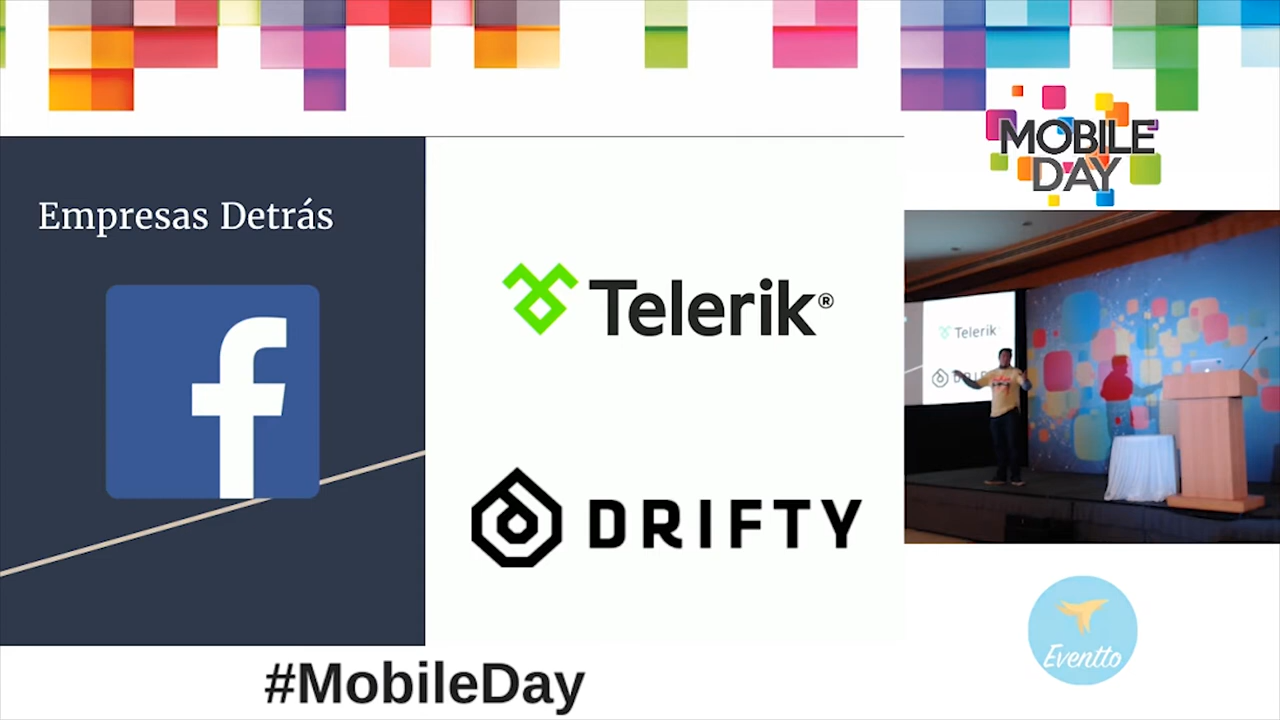 MOBILE
DAY
Empresas Detrás
f
Telerik®
DRIFTY
Telerik
Eventto
#MobileDay